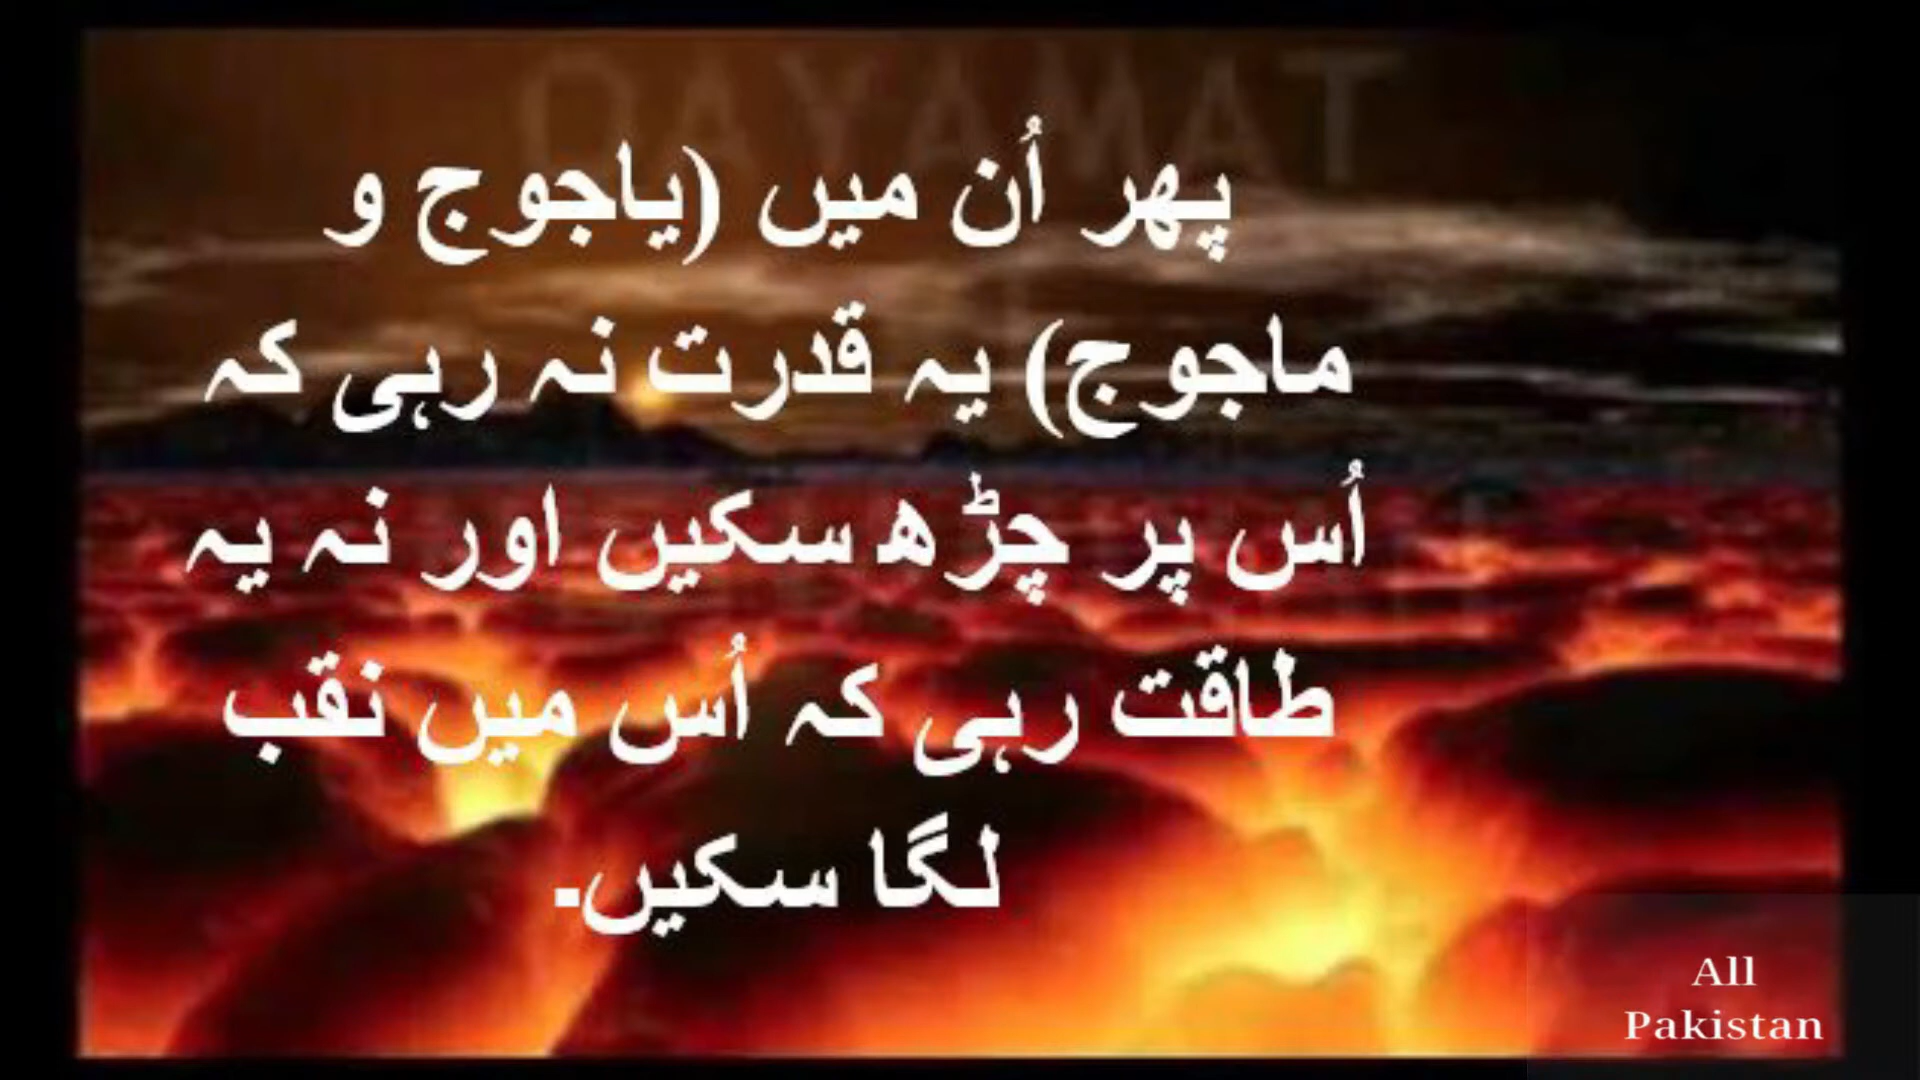 QAYAMAT
پھر اُن میں (یاجوج و
ماجوج) یہ قدرت نہ رہی کہ
اُس پر چڑھ سکیں اور نہ یہ
طاقت رہی کہ اُس میں نقب
لگا سکیں۔
All
Pakistan